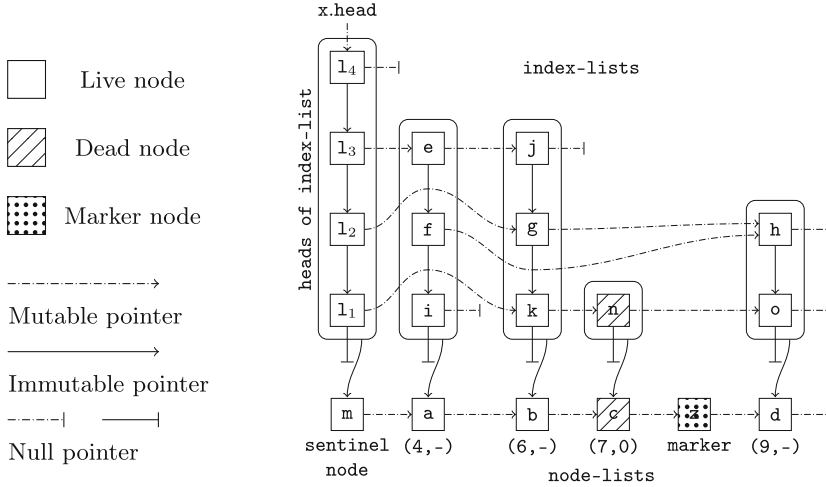 x.head
l₄
index-lists
Live node
heads of index-list
l₃
e
j
Dead node
Marker node
l₂
f
g
h
l₁
i
k
n
o
Mutable pointer
Immutable pointer
m
a
b
c
z
d
Null pointer
sentinel
node
(4,-)
(6,-)
(7,0)
marker
(9,-)
node-lists